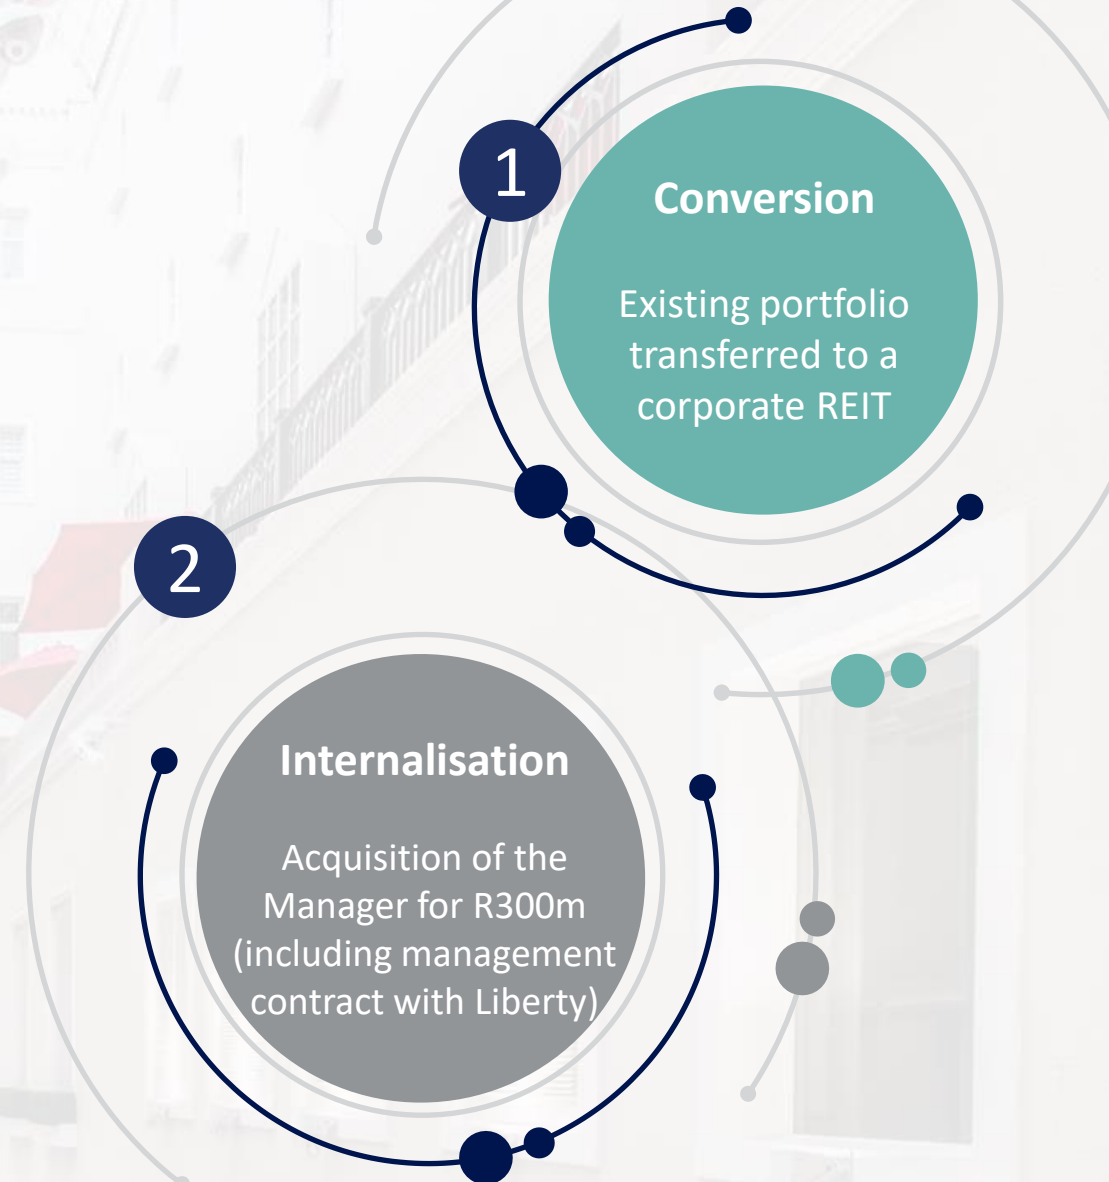 1
Conversion
Existing portfolio
transferred to a
corporate REIT
2
Internalisation
Acquisition of the
Manager for R300m
(including management
contract with Liberty)